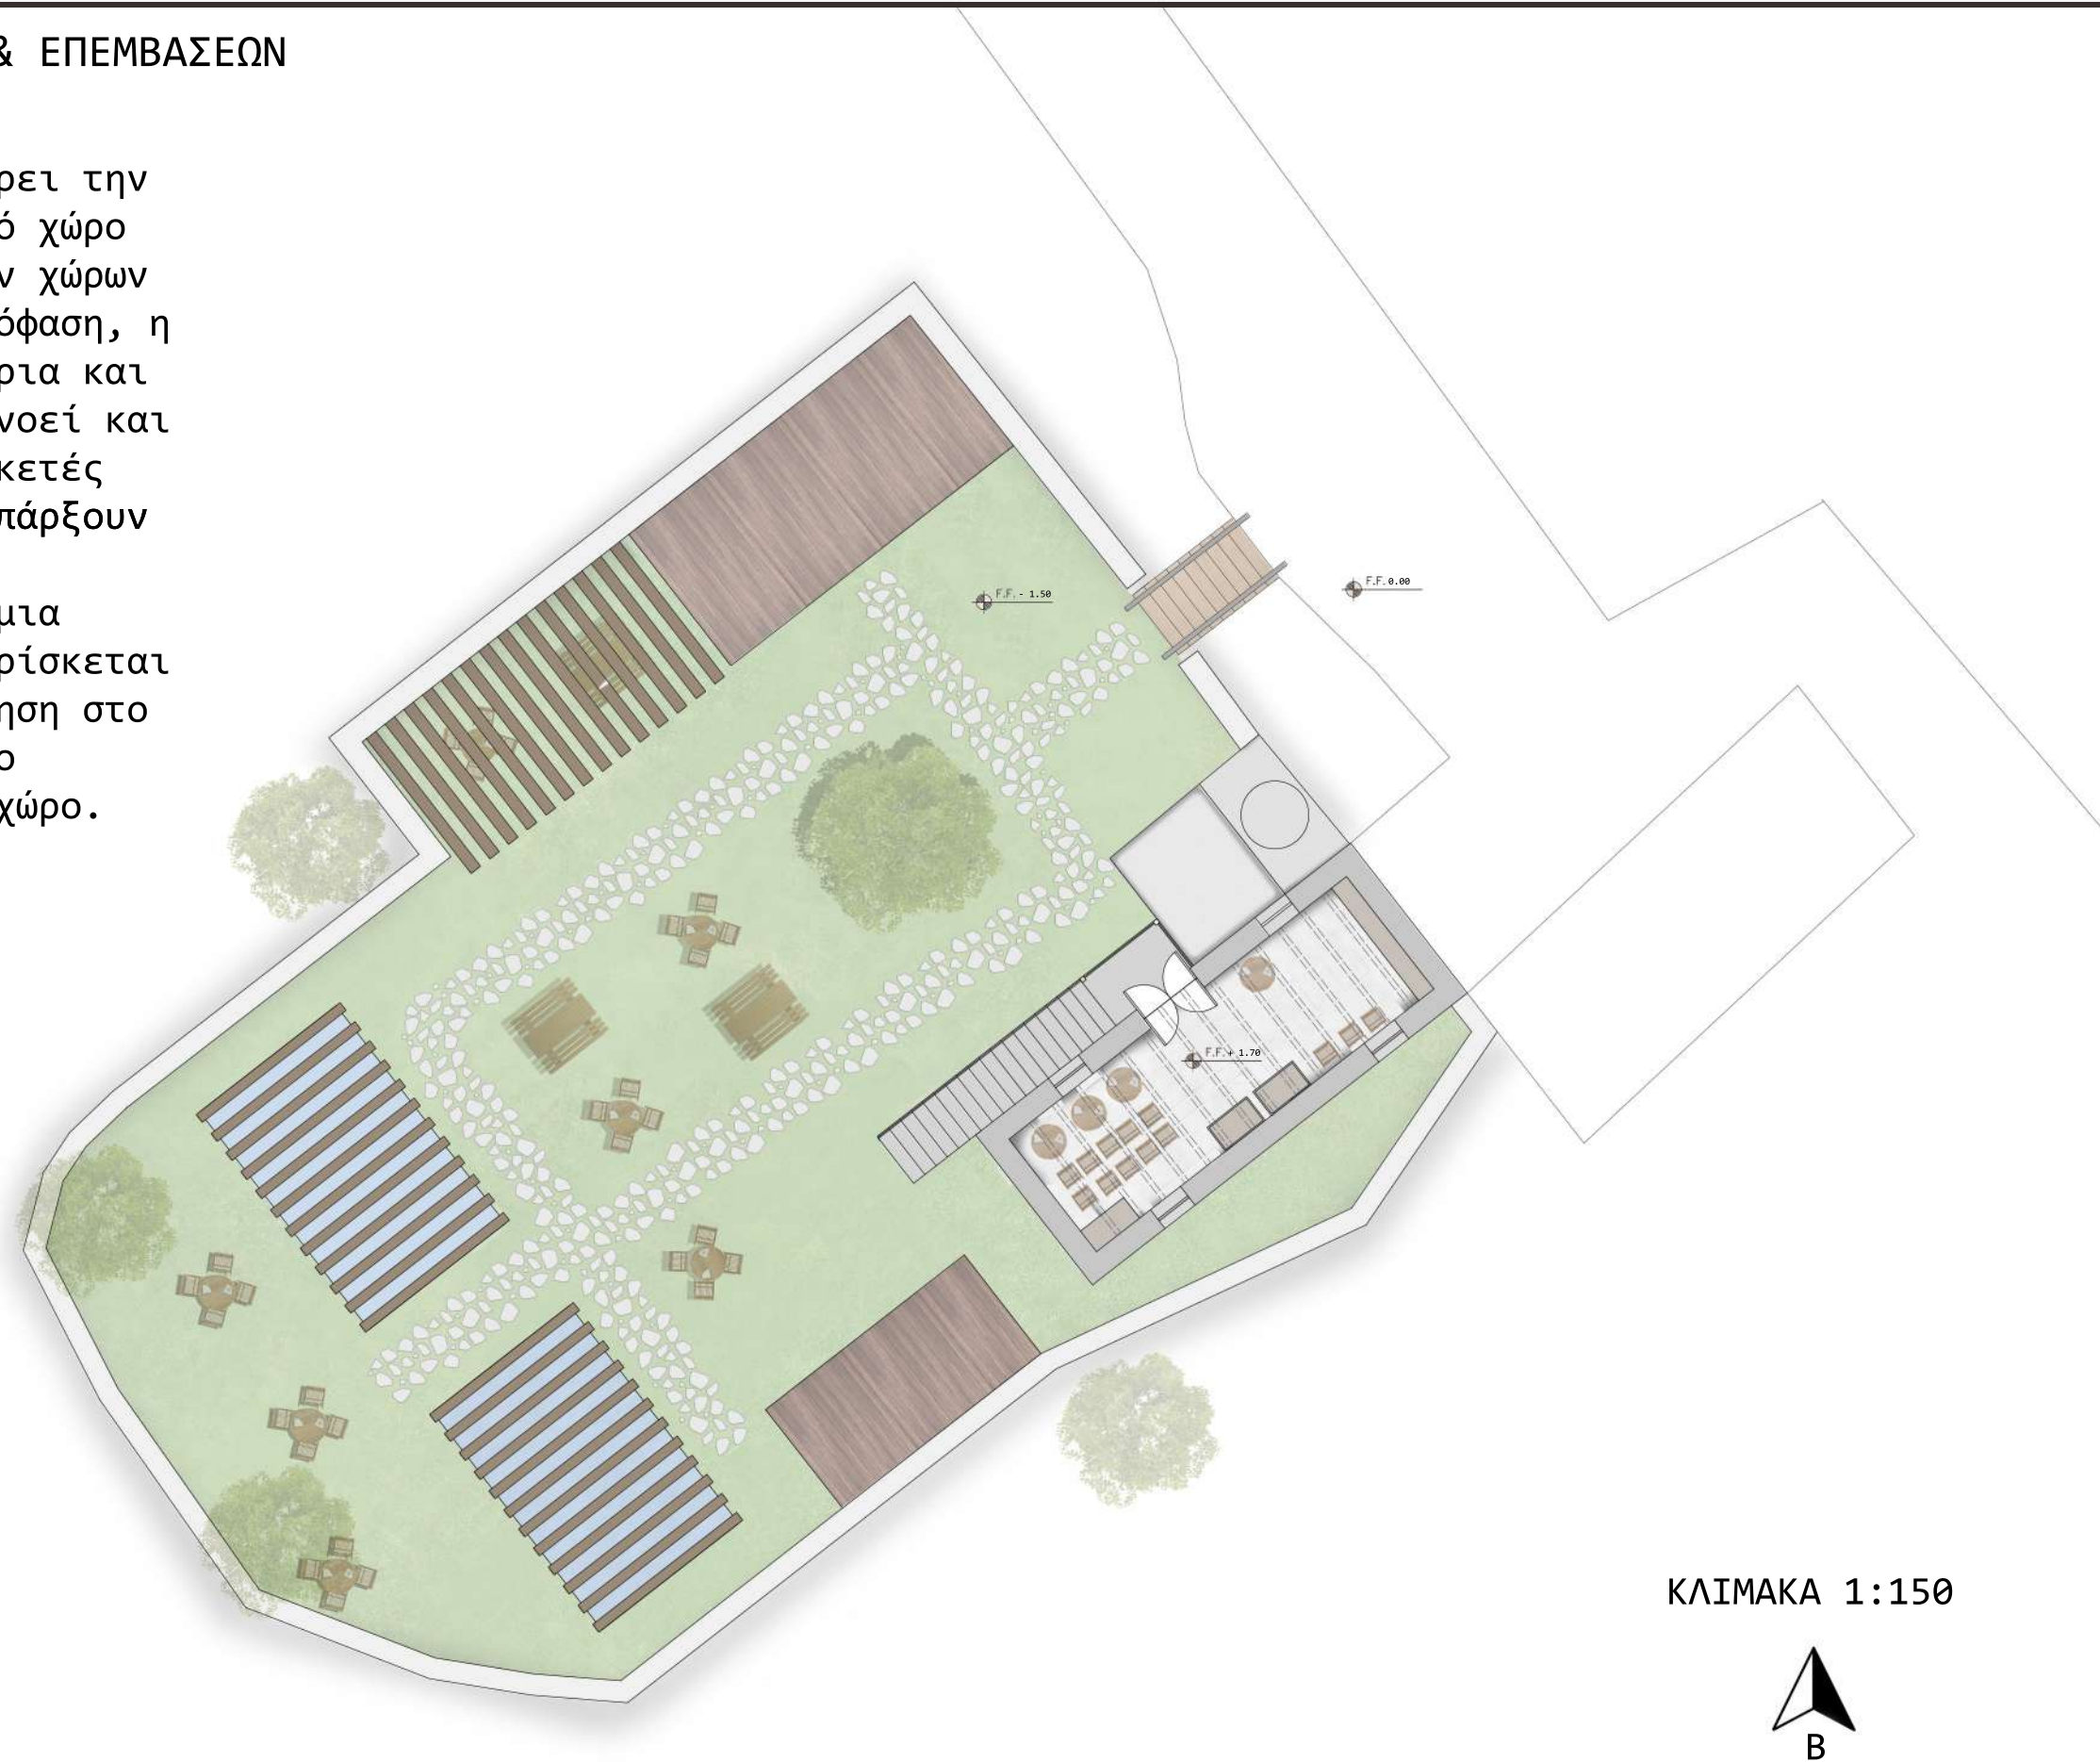 & ΕΠΕΜΒΑΣΕΩΝ
ρει την
ό χώρο
ν χώρων
όφαση, η
ρια και
νοεί και
κετές
πάρξουν
μια
ρίσκεται
ηση στο
ο
χώρο.
F.F. - 1.50
F.F. 0.00
F.F. + 1.70
ΚΛΙΜΑΚΑ 1:150
Β